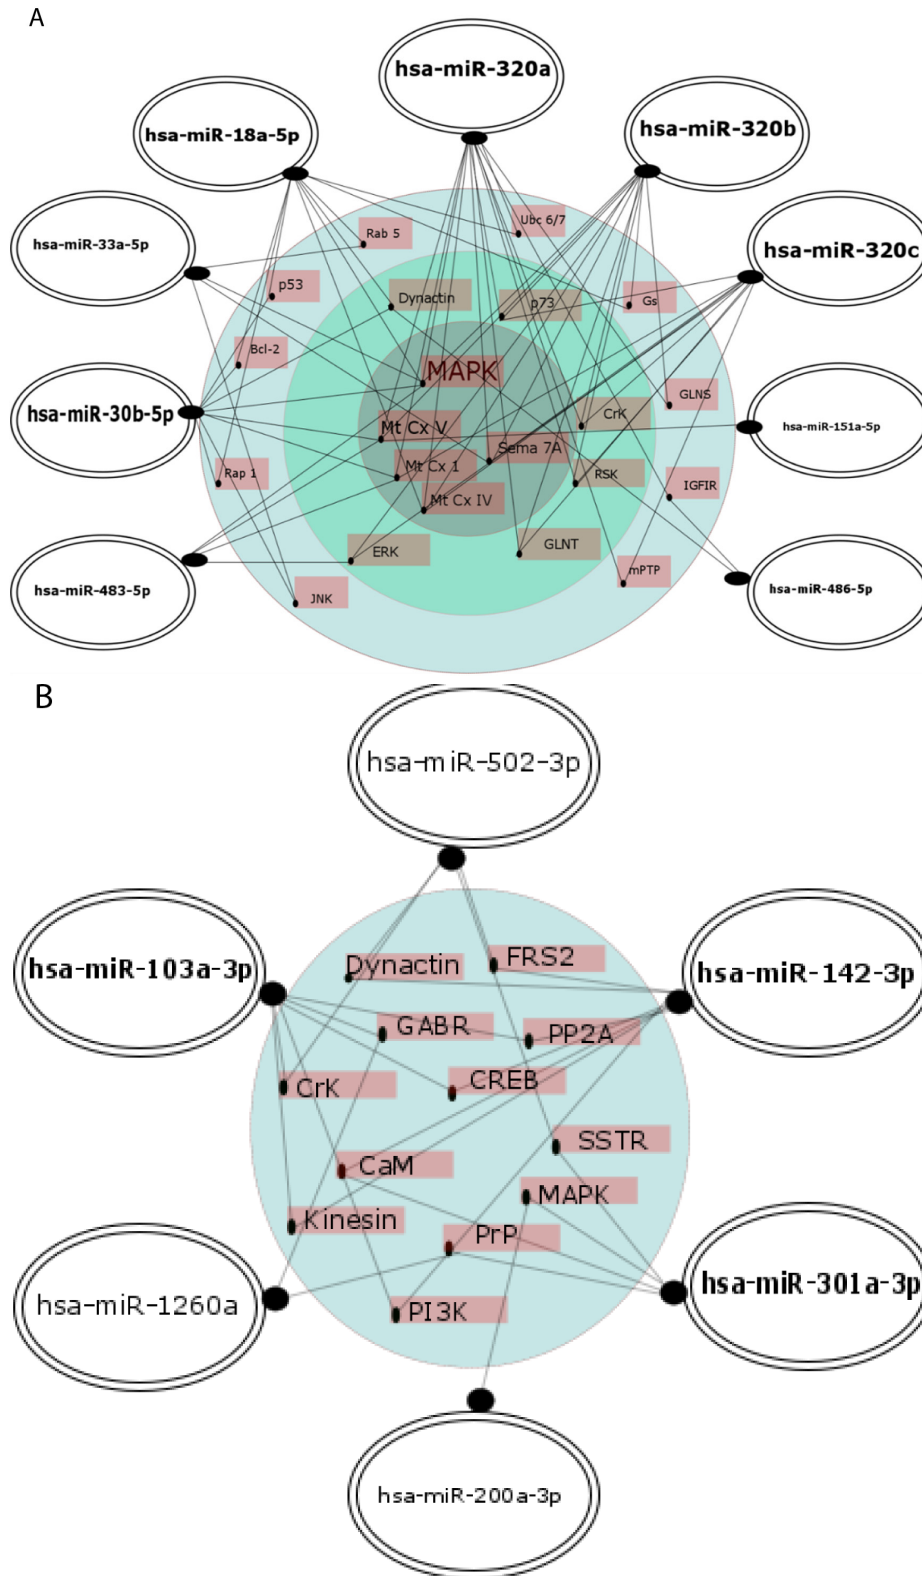 A
hsa-miR-320a
hsa-miR-18a-5p
hsa-miR-320b
hsa-miR-33a-5p
hsa-miR-320c
Rab 5
Ubc 6/7
p53
Dynactin
p73
Gs
Bcl-2
MAPK
GLNS
hsa-miR-30b-5p
Mt Cx V
CrK
hsa-miR-151a-5p
Sema 7A
Rap 1
Mt Cx 1
RSK
IGFIR
Mt Cx IV
ERK
GLNT
mPTP
hsa-miR-483-5p
JNK
hsa-miR-486-5p
B
hsa-miR-502-3p
hsa-miR-103a-3p
hsa-miR-142-3p
Dynactin
FRS2
GABR
PP2A
CrK
CREB
SSTR
CaM
MAPK
Kinesin
PrP
hsa-miR-1260a
hsa-miR-301a-3p
PI3K
hsa-miR-200a-3p